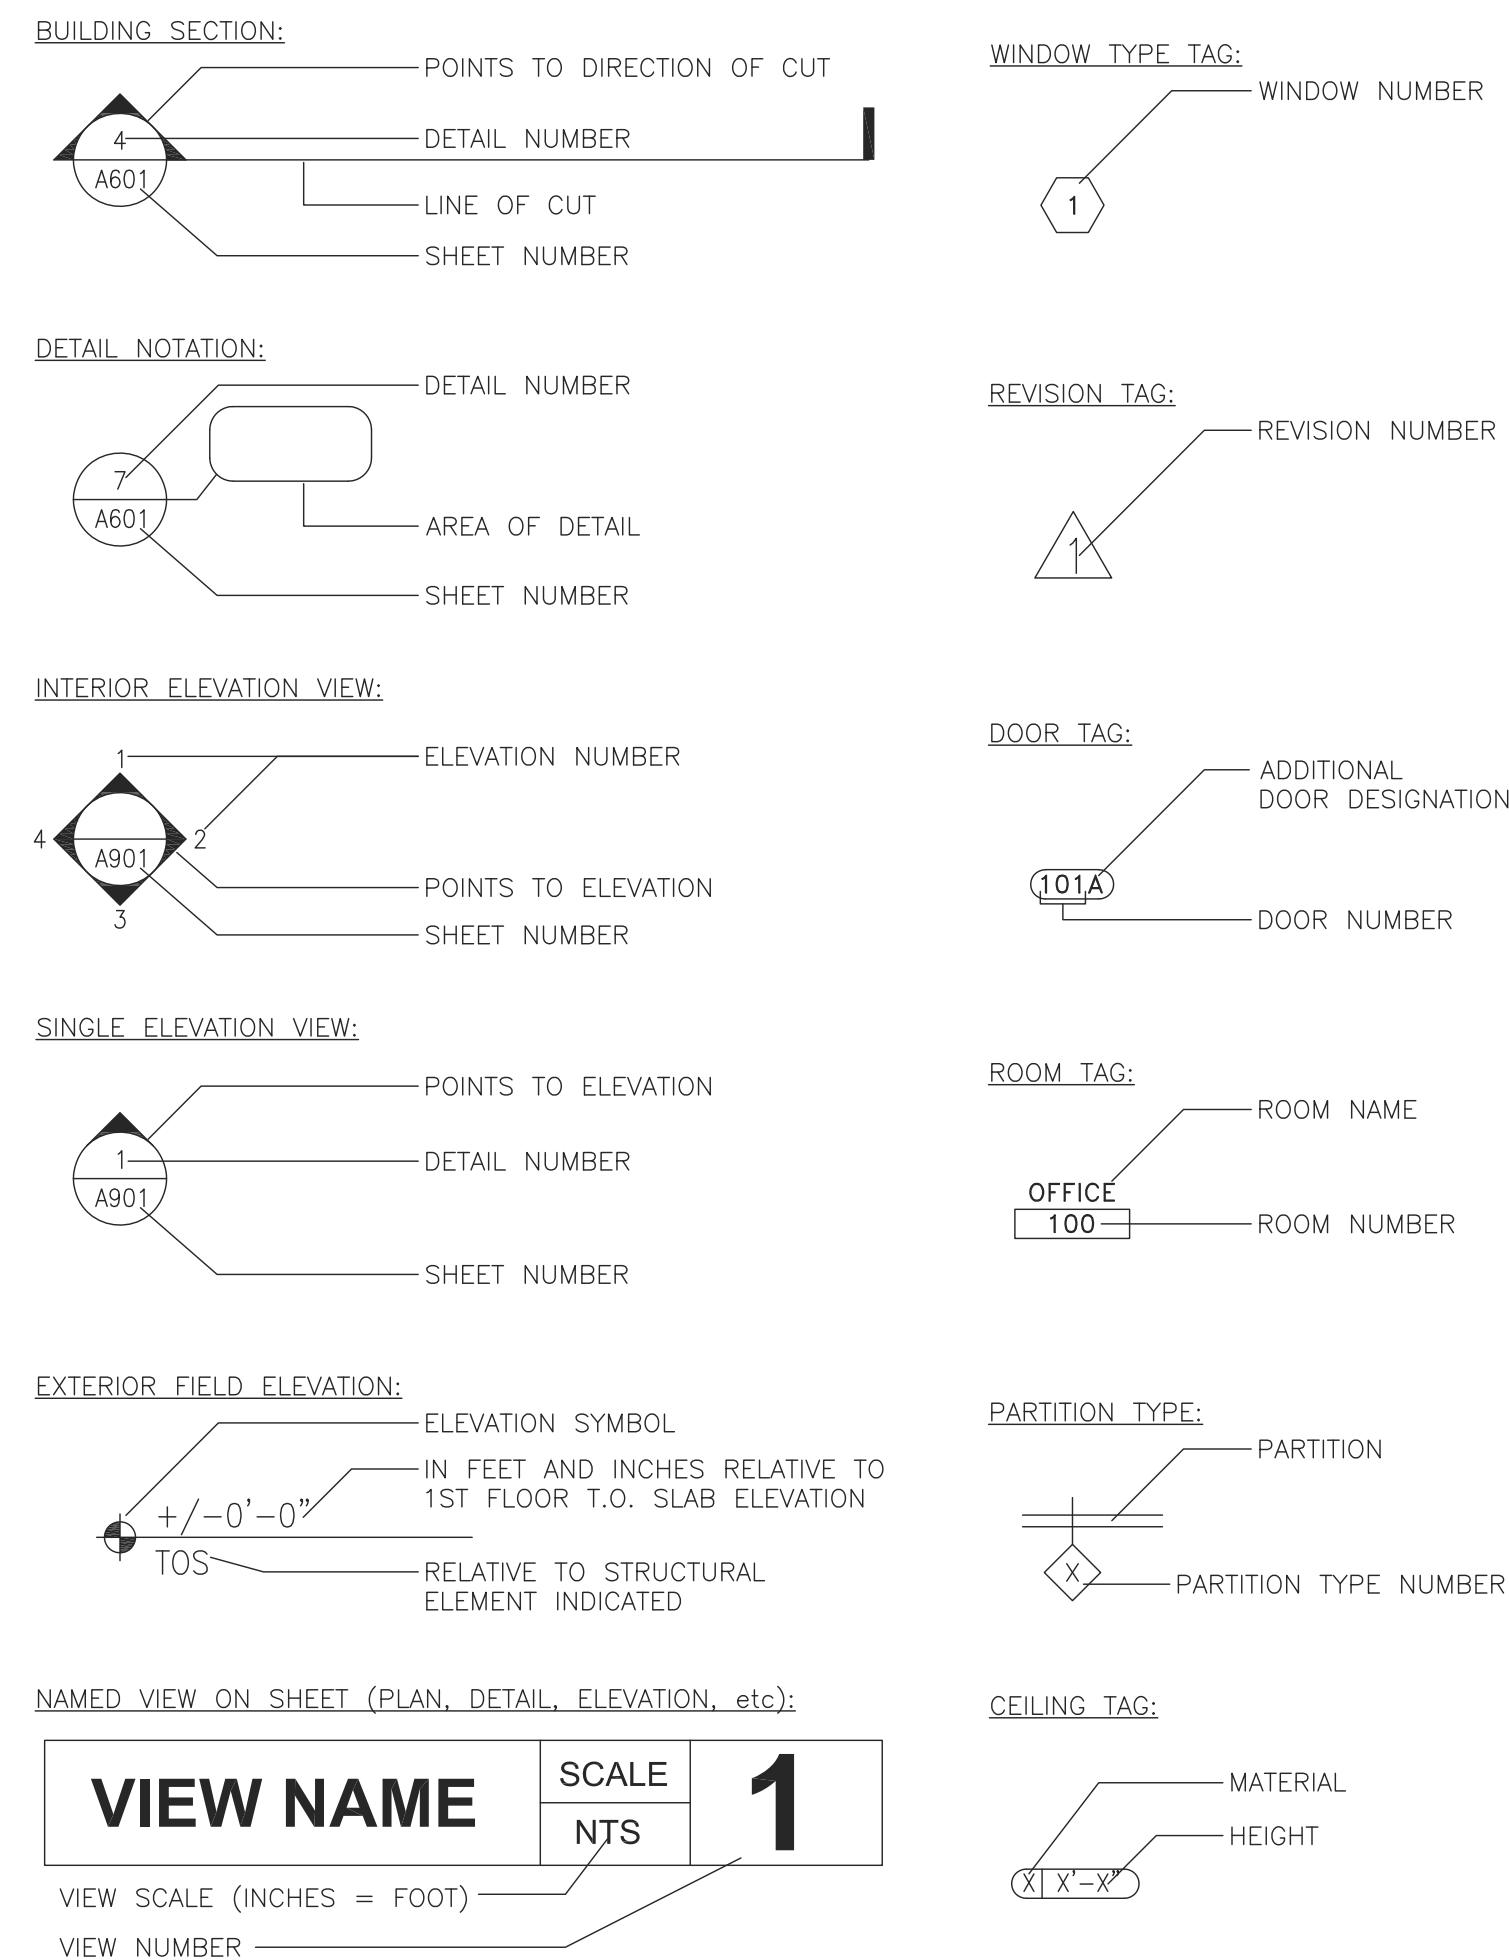 BUILDING SECTION:
POINTS TO DIRECTION OF CUT
4
DETAIL NUMBER
A601
LINE OF CUT
SHEET NUMBER
DETAIL NOTATION:
DETAIL NUMBER
7
A601
AREA OF DETAIL
SHEET NUMBER
INTERIOR ELEVATION VIEW:
1
ELEVATION NUMBER
4
2
A901
POINTS TO ELEVATION
3
SHEET NUMBER
SINGLE ELEVATION VIEW:
POINTS TO ELEVATION
1
DETAIL NUMBER
A901
SHEET NUMBER
EXTERIOR FIELD ELEVATION:
ELEVATION SYMBOL
IN FEET AND INCHES RELATIVE TO
1ST FLOOR T.O. SLAB ELEVATION
+/-0'-0"
TOS
RELATIVE TO STRUCTURAL
ELEMENT INDICATED
NAMED VIEW ON SHEET (PLAN, DETAIL, ELEVATION, etc):
VIEW NAME
SCALE
NTS
1
VIEW SCALE (INCHES = FOOT)
VIEW NUMBER
WINDOW TYPE TAG:
WINDOW NUMBER
1
REVISION TAG:
REVISION NUMBER
1
DOOR TAG:
ADDITIONAL
DOOR DESIGNATION
101A
DOOR NUMBER
ROOM TAG:
ROOM NAME
OFFICE
100
ROOM NUMBER
PARTITION TYPE:
PARTITION
X
PARTITION TYPE NUMBER
CEILING TAG:
MATERIAL
HEIGHT
X X'-X"